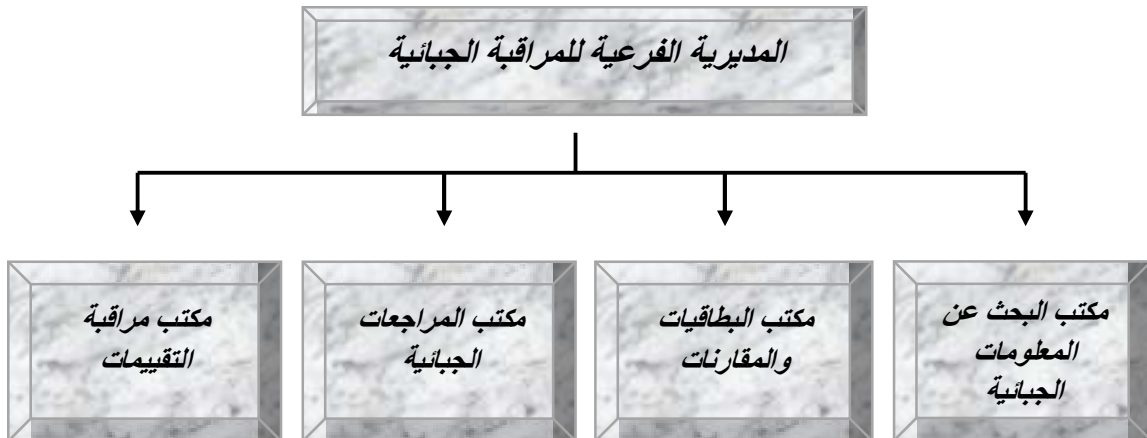 المديرية الفرعية للمراقبة الجبائية
مكتب البحث عن
المعلومات
الجبائية
مكتب البطاقيات
والمقارنات
مكتب المراجعات
الجبائية
مكتب مراقبة
التقييمات